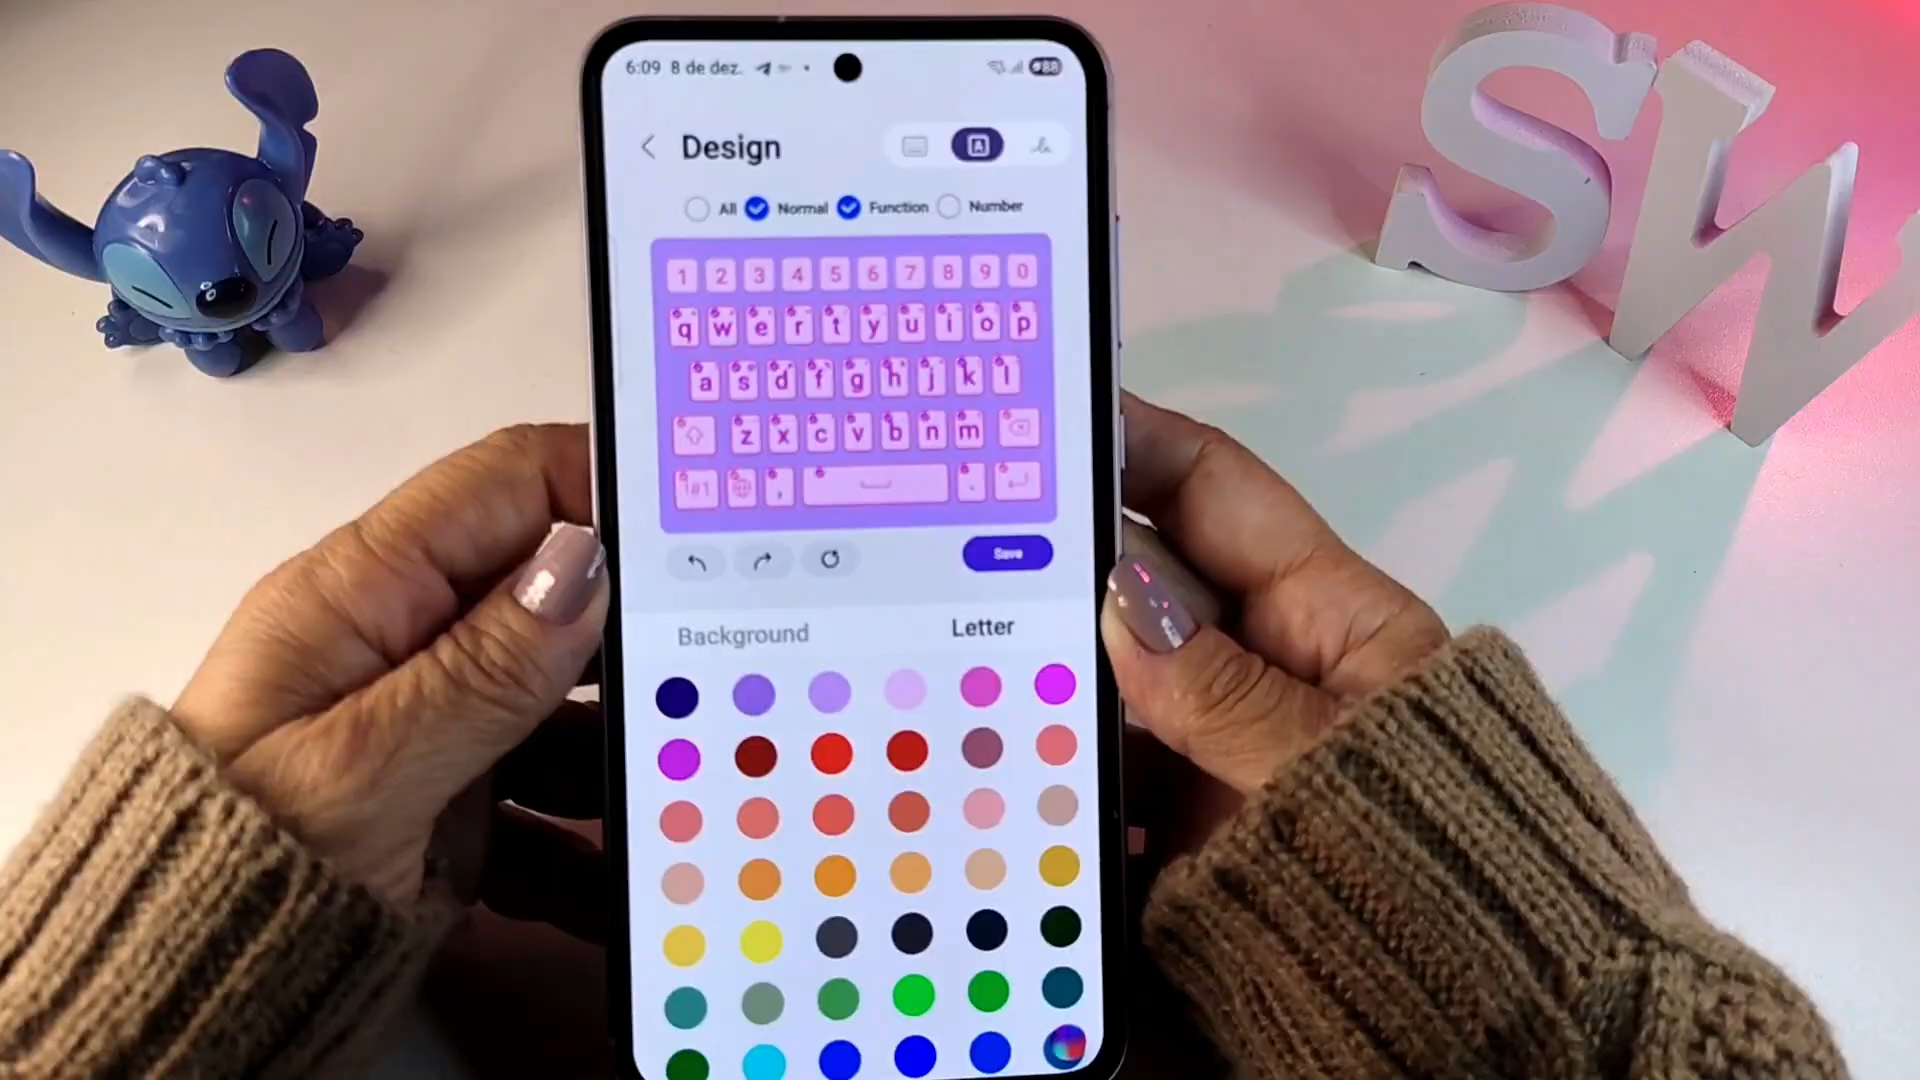 6:09 8 de dez. 88
SW
Design
All Normal Function Number
1 2 3 4 5 6 7 8 9 0
q w e r t y u i o p
a s d f g h j k l
z x c v b n m
!#1 , .
Save
Background Letter